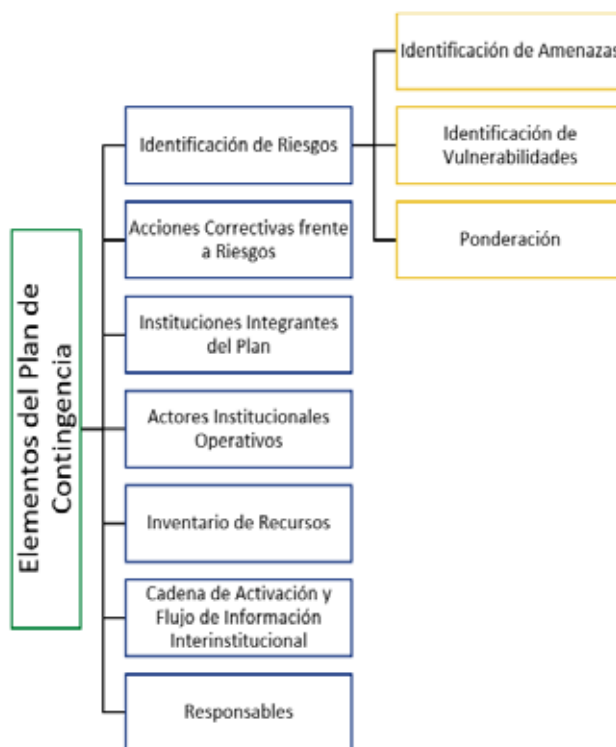 Elementos del Plan de
Contingencia
Identificación de Riesgos
Acciones Correctivas frente
a Riesgos
Instituciones Integrantes
del Plan
Actores Institucionales
Operativos
Inventario de Recursos
Cadena de Activación y
Flujo de Información
Interinstitucional
Responsables
Identificación de Amenazas
Identificación de
Vulnerabilidades
Ponderación